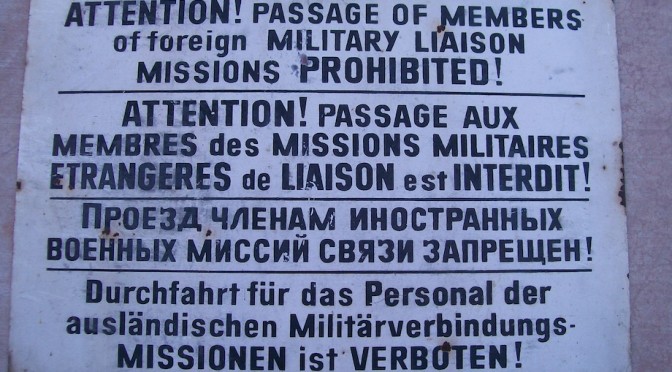 ATTENTION! PASSAGE OF MEMBERS
of foreign MILITARY LIAISON
MISSIONS PROHIBITED!
ATTENTION! PASSAGE AUX
MEMBRES des MISSIONS MILITAIRES
ETRANGERES de LIAISON est INTERDIT!
ПРОЕЗД ЧЛЕНАМ ИНОСТРАННЫХ
ВОЕННЫХ МИССИЙ СВЯЗИ ЗАПРЕЩЕН!
Durchfahrt für das Personal der
ausländischen Militärverbindungs-
MISSIONEN ist VERBOTEN!